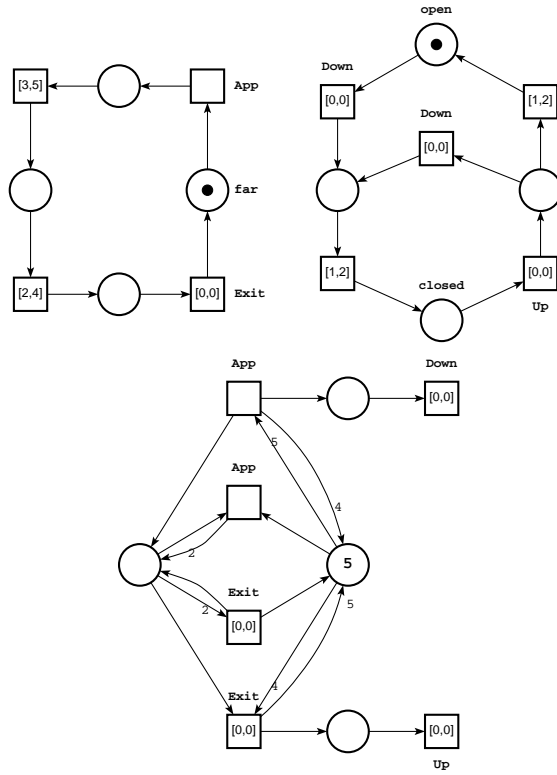 open
Down
[3,5]
App
[0,0]
[1,2]
Down
[0,0]
far
[2,4]
[0,0]
Exit
[1,2]
closed
[0,0]
Up
App
Down
[0,0]
5
App
4
2
5
Exit
2
5
[0,0]
Exit
4
[0,0]
[0,0]
Up